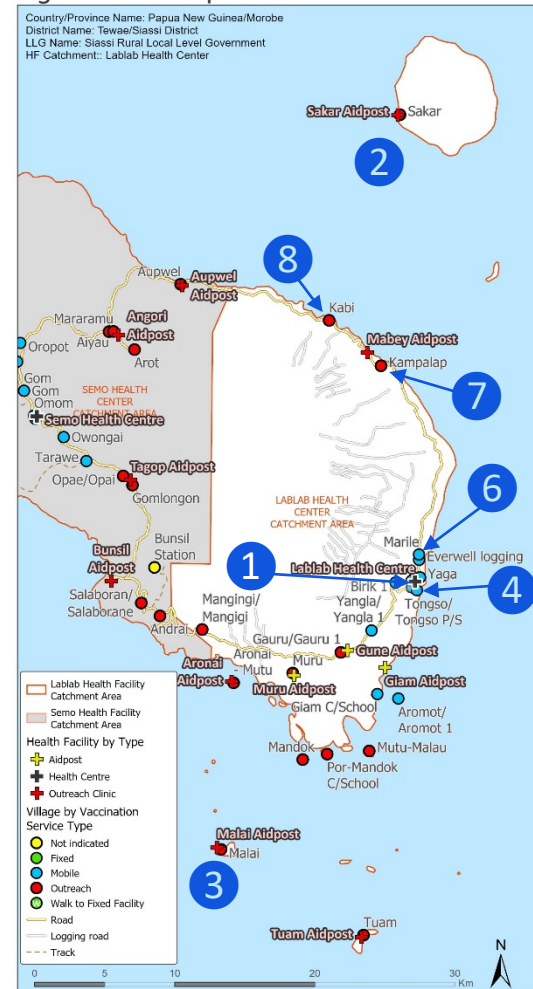 Country/Province Name: Papua New Guinea/Morobe
District Name: Tewae/Siassi District
LLG Name: Siassi Rural Local Level Government
HF Catchment:: Lablab Health Center
Sakar Aidpost
Sakar
2
8
Aupwel
Aupwel
Aidpost
Kabi
Mararamu
Angori
Aidpost
Aiyau
Oropot
Arot
Mabey Aidpost
Kampalap
7
Gom
Gom
Omom
SEMO HEALTH
CENTER
CATCHMENT AREA
Semo Health Centre
Owongai
Tarawe
Tagop Aidpost
Opae/Opai
Gomlongon
6
LABLAB HEALTH
CENTER
CATCHMENT AREA
Bunsil
Station
Bunsil
Aidpost
Marile
Everwell logging
1
Lablab Health Centre
Yaga
4
Birik 1
Yangla/
Yangla 1
Tongso/
Tongso P/S
Salaboran/
Salaborane
Mangingi/
Mangigi
Andrai
Gauru/Gauru 1
Gune Aidpost
Aronai
Mutu
Aronai
Aidpost
Muru
Muru Aidpost
Giam Aidpost
Giam C/School
Aromot/
Aromot 1
Mandok
Mutu-Malau
Por-Mandok
C/School
Malai Aidpost
Malai
3
Tuam
Tuam Aidpost
Lablab Health Facility
Catchment Area
Semo Health Facility
Catchment Area
Health Facility by Type
Aidpost
Health Centre
Outreach Clinic
Village by Vaccination
Service Type
Not indicated
Fixed
Mobile
Outreach
Walk to Fixed Facility
Road
Logging road
Track
N
0 5 10 20 30
Km